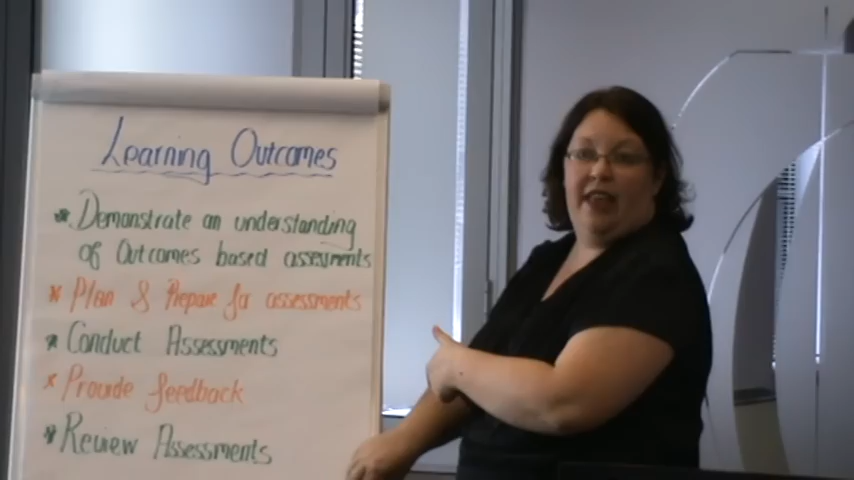 Learning Outcomes
* Demonstrate an understanding
of Outcomes based assessments
* Plan & Prepare for assessments
* Conduct Assessments
* Provide feedback
* Review Assessments